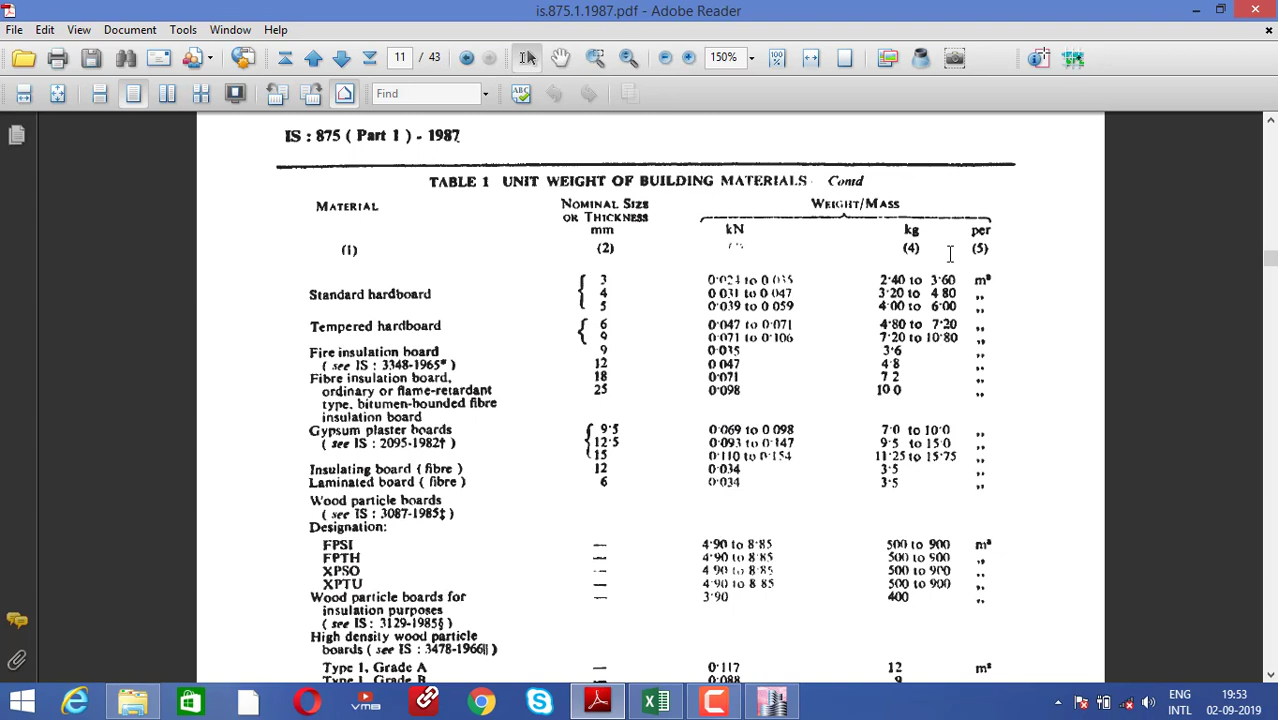 is.875.1.1987.pdf - Adobe Reader
File Edit View Document Tools Window Help
11 / 43 150%
Find
IS : 875 ( Part 1 ) - 1987
TABLE 1 UNIT WEIGHT OF BUILDING MATERIALS Contd
MATERIAL NOMINAL SIZE OR THICKNESS mm WEIGHT/MASS
kN kg per
(1) (2) (4) (5)
Standard hardboard 3 0·024 to 0 035 2·40 to 3·60 m²
4 0 031 to 0 047 3·20 to 4 80 „
5 0·039 to 0 059 4·00 to 6·00 „
Tempered hardboard 6 0·047 to 0·071 4·80 to 7·20 „
9 0·071 to 0·106 7·20 to 10·80 „
Fire insulation board 9 0·035 3·6 „
( see IS : 3348-1965* ) 12 0 047 4·8 „
Fibre insulation board, 18 0·071 7 2 „
ordinary or flame-retardant 25 0·098 10 0 „
type, bitumen-bounded fibre
insulation board
Gypsum plaster boards 9·5 0·069 to 0 098 7·0 to 10·0 „
( see IS : 2095-1982† ) 12·5 0·093 to 0·147 9·5 to 15·0 „
15 0·110 to 0·154 11·25 to 15·75 „
Insulating board ( fibre ) 12 0·034 3·5 „
Laminated board ( fibre ) 6 0·034 3·5 „
Wood particle boards
( see IS : 3087-1985‡ )
Designation:
FPSI — 4·90 to 8·85 500 to 900 m³
FPTH — 4·90 to 8·85 500 to 900 „
XPSO — 4 90 to 8·85 500 to 900 „
XPTU — 4·90 to 8 85 500 to 900 „
Wood particle boards for — 3·90 400 „
insulation purposes
( see IS : 3129-1985§ )
High density wood particle
boards ( see IS : 3478-1966|| )
Type 1, Grade A — 0·117 12 m²
Type 1, Grade B 0·088 9
ENG 19:53
INTL 02-09-2019